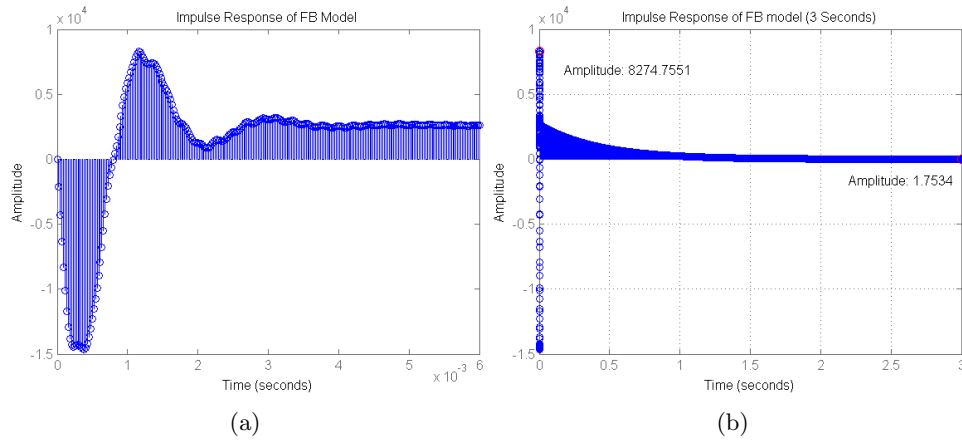 Impulse Response of FB Model
x 10^4
1
0.5
0
-0.5
-1
-1.5
Amplitude
0 1 2 3 4 5 6
x 10^-3
Time (seconds)
(a)
Impulse Response of FB model (3 Seconds)
x 10^4
1
0.5
0
-0.5
-1
-1.5
Amplitude
Amplitude: 8274.7551
Amplitude: 1.7534
0 0.5 1 1.5 2 2.5 3
Time (seconds)
(b)